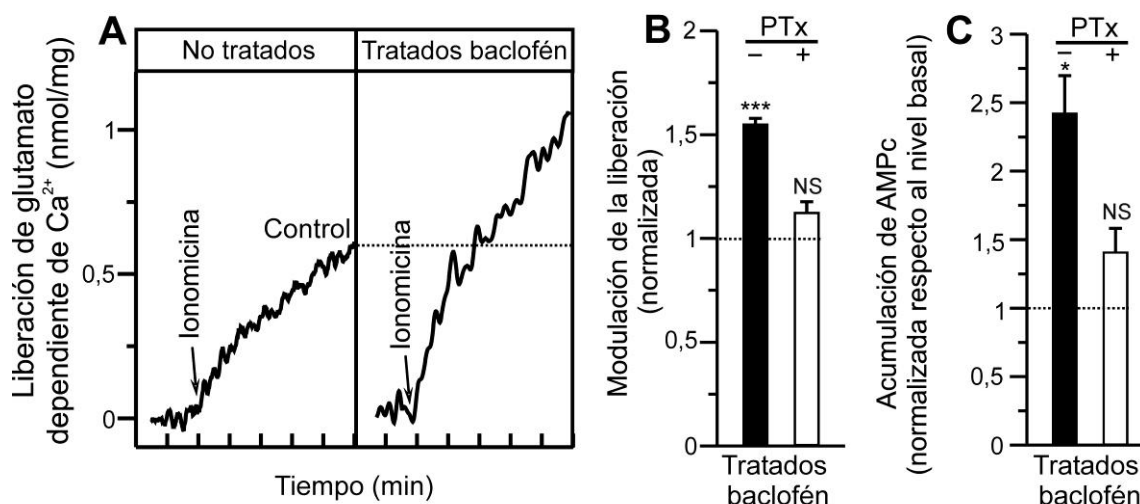 A
No tratados
Tratados baclofén
Liberación de glutamato
dependiente de Ca²⁺ (nmol/mg)
1
0,5
0
Ionomicina
Control
Ionomicina
Tiempo (min)
B
PTx
– +
Modulación de la liberación
(normalizada)
2
1,5
1
0,5
0
***
NS
Tratados
baclofén
C
PTx
– +
Acumulación de AMPc
(normalizada respecto al nivel basal)
3
2,5
2
1,5
1
0,5
0
*
NS
Tratados
baclofén